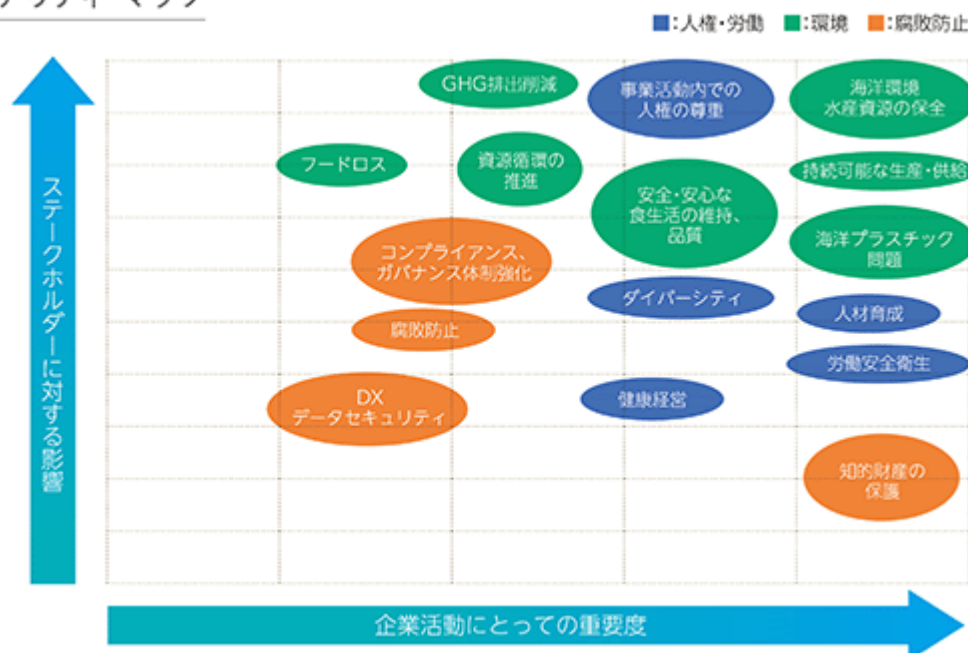 ■:人権・労働 ■:環境 ■:腐敗防止
GHG排出削減
事業活動内での
人権の尊重
海洋環境
水産資源の保全
フードロス
資源循環の
推進
持続可能な生産・供給
安全・安心な
食生活の維持、
品質
海洋プラスチック
問題
コンプライアンス、
ガバナンス体制強化
ダイバーシティ
人材育成
腐敗防止
労働安全衛生
DX
データセキュリティ
健康経営
知的財産の
保護
ステークホルダーに対する影響
企業活動にとっての重要度